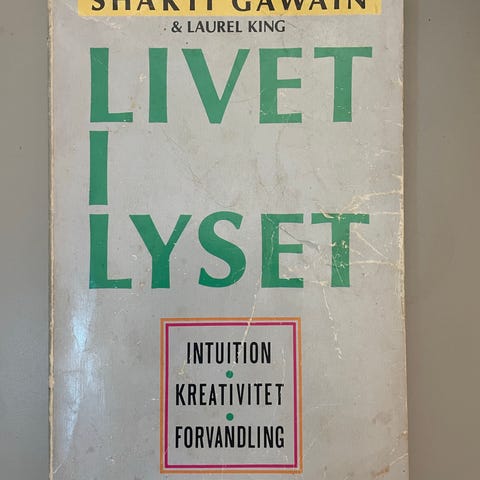 SHAKTI GAWAIN
& LAUREL KING
LIVET
I
LYSET
INTUITION
KREATIVITET
FORVANDLING